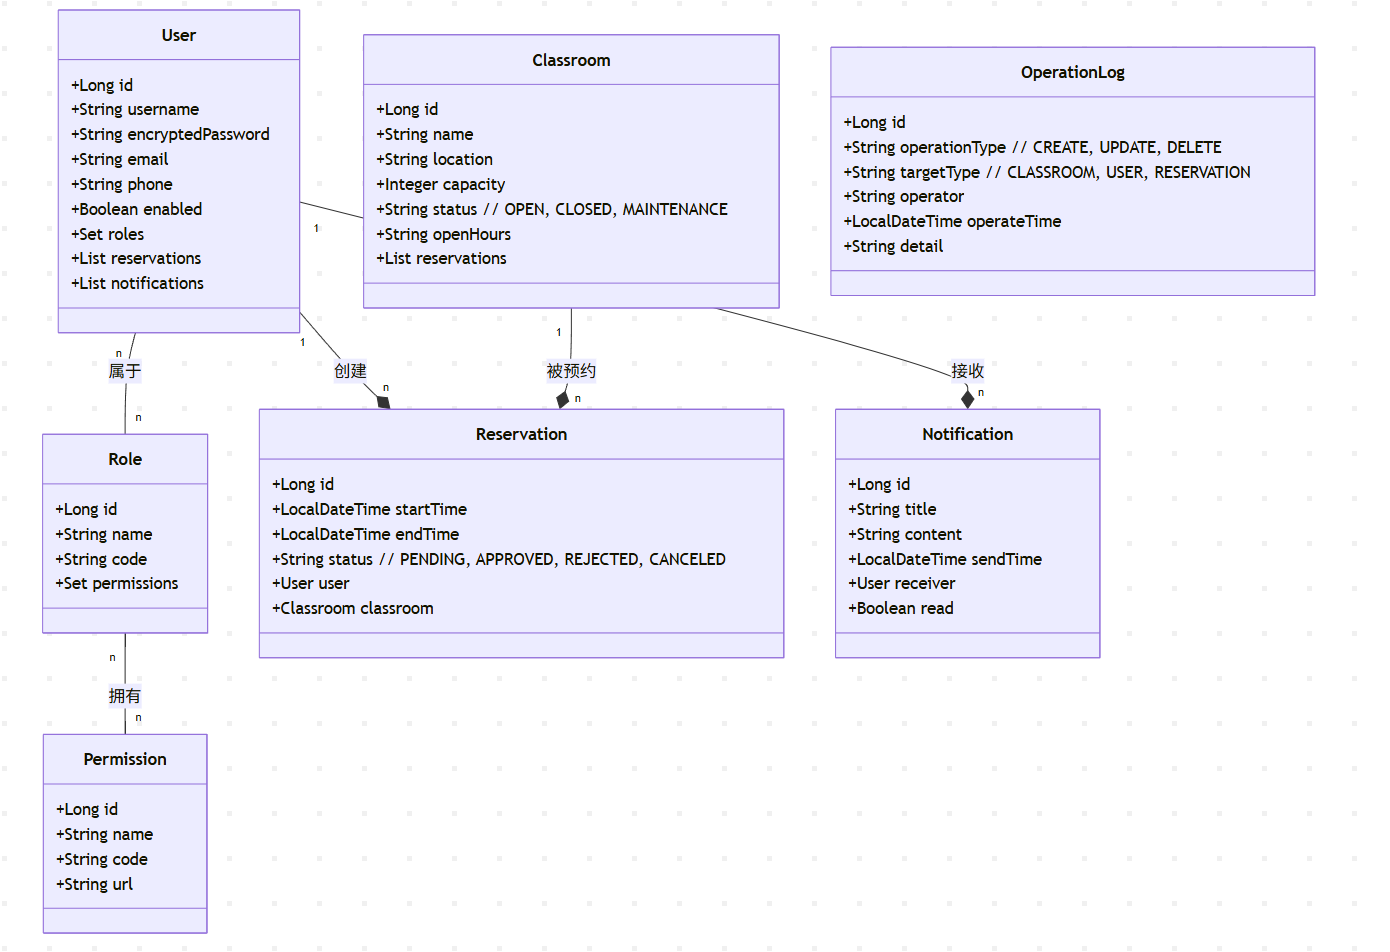 User
+Long id
+String username
+String encryptedPassword
+String email
+String phone
+Boolean enabled
+Set roles
+List reservations
+List notifications
Classroom
+Long id
+String name
+String location
+Integer capacity
+String status // OPEN, CLOSED, MAINTENANCE
+String openHours
+List reservations
OperationLog
+Long id
+String operationType // CREATE, UPDATE, DELETE
+String targetType // CLASSROOM, USER, RESERVATION
+String operator
+LocalDateTime operateTime
+String detail
1
1
1
n
属于
n
创建
n
被预约
n
接收
n
Role
+Long id
+String name
+String code
+Set permissions
Reservation
+Long id
+LocalDateTime startTime
+LocalDateTime endTime
+String status // PENDING, APPROVED, REJECTED, CANCELED
+User user
+Classroom classroom
Notification
+Long id
+String title
+String content
+LocalDateTime sendTime
+User receiver
+Boolean read
n
拥有
n
Permission
+Long id
+String name
+String code
+String url